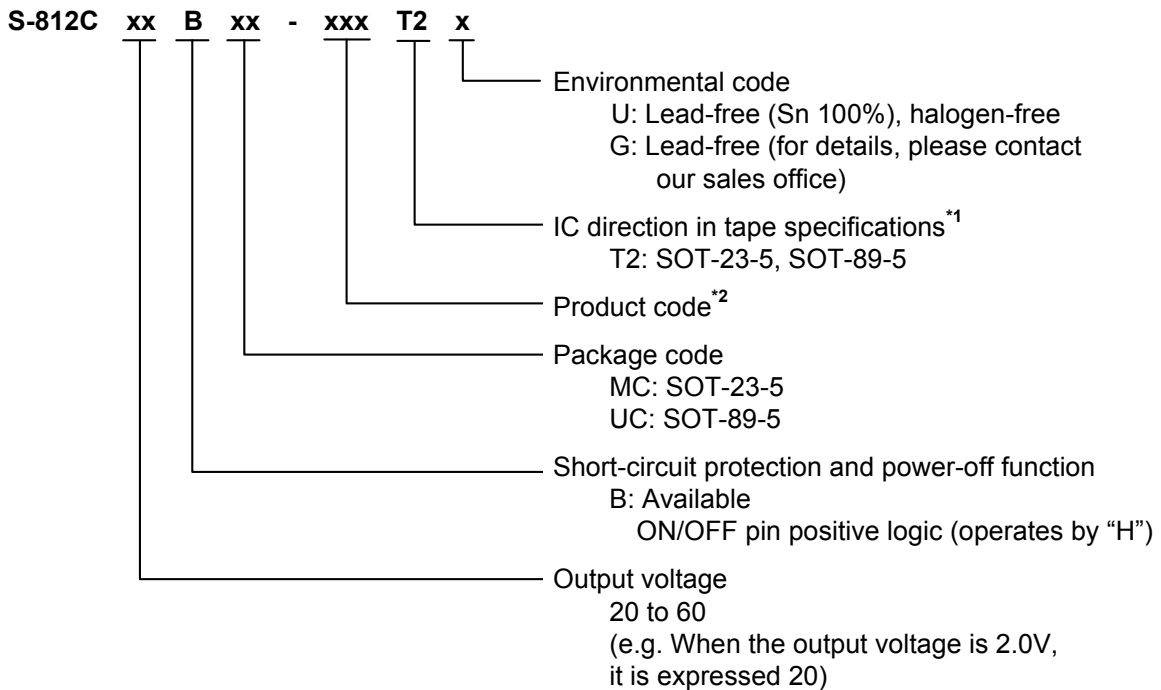 S-812C xx B xx - xxx T2 x
Environmental code
U: Lead-free (Sn 100%), halogen-free
G: Lead-free (for details, please contact
our sales office)
IC direction in tape specifications*1
T2: SOT-23-5, SOT-89-5
Product code*2
Package code
MC: SOT-23-5
UC: SOT-89-5
Short-circuit protection and power-off function
B: Available
ON/OFF pin positive logic (operates by “H”)
Output voltage
20 to 60
(e.g. When the output voltage is 2.0V,
it is expressed 20)